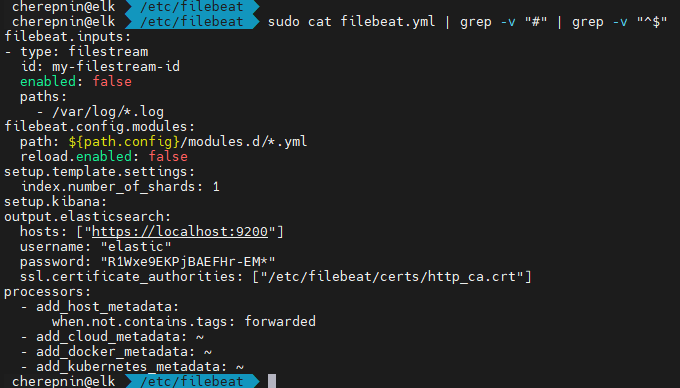 cherepnin@elk /etc/filebeat
cherepnin@elk /etc/filebeat sudo cat filebeat.yml | grep -v "#" | grep -v "^$"
filebeat.inputs:
- type: filestream
  id: my-filestream-id
  enabled: false
  paths:
    - /var/log/*.log
filebeat.config.modules:
  path: ${path.config}/modules.d/*.yml
  reload.enabled: false
setup.template.settings:
  index.number_of_shards: 1
setup.kibana:
output.elasticsearch:
  hosts: ["https://localhost:9200"]
  username: "elastic"
  password: "R1Wxe9EKPjBAEFHr-EM*"
  ssl.certificate_authorities: ["/etc/filebeat/certs/http_ca.crt"]
processors:
  - add_host_metadata:
      when.not.contains.tags: forwarded
  - add_cloud_metadata: ~
  - add_docker_metadata: ~
  - add_kubernetes_metadata: ~
cherepnin@elk /etc/filebeat